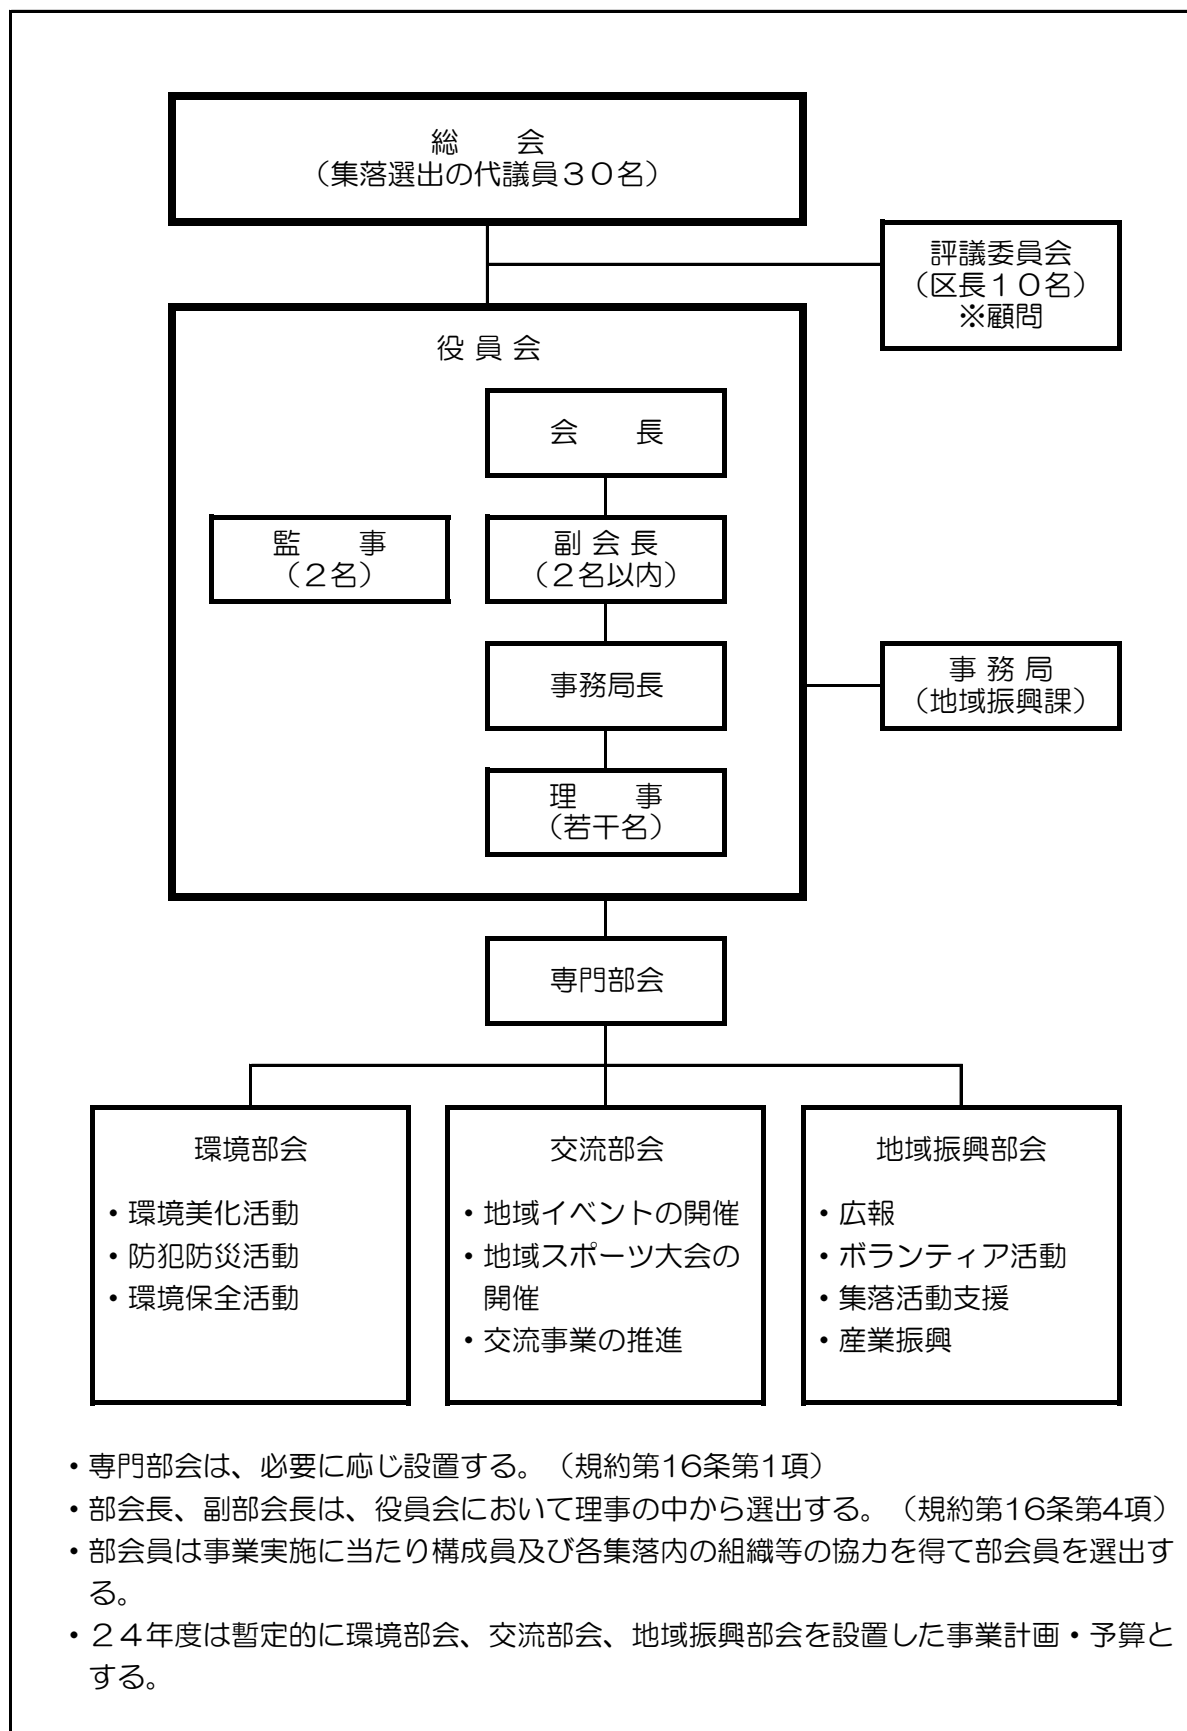 総　　会
（集落選出の代議員３０名）
評議委員会
（区長１０名）
※顧問
役 員 会
会　　長
監　　事
（２名）
副 会 長
（２名以内）
事務局長
事 務 局
（地域振興課）
理　　事
（若干名）
専門部会
環境部会
・環境美化活動
・防犯防災活動
・環境保全活動
交流部会
・地域イベントの開催
・地域スポーツ大会の
開催
・交流事業の推進
地域振興部会
・広報
・ボランティア活動
・集落活動支援
・産業振興
・専門部会は、必要に応じ設置する。（規約第16条第1項）
・部会長、副部会長は、役員会において理事の中から選出する。（規約第16条第4項）
・部会員は事業実施に当たり構成員及び各集落内の組織等の協力を得て部会員を選出す
る。
・２４年度は暫定的に環境部会、交流部会、地域振興部会を設置した事業計画・予算と
する。